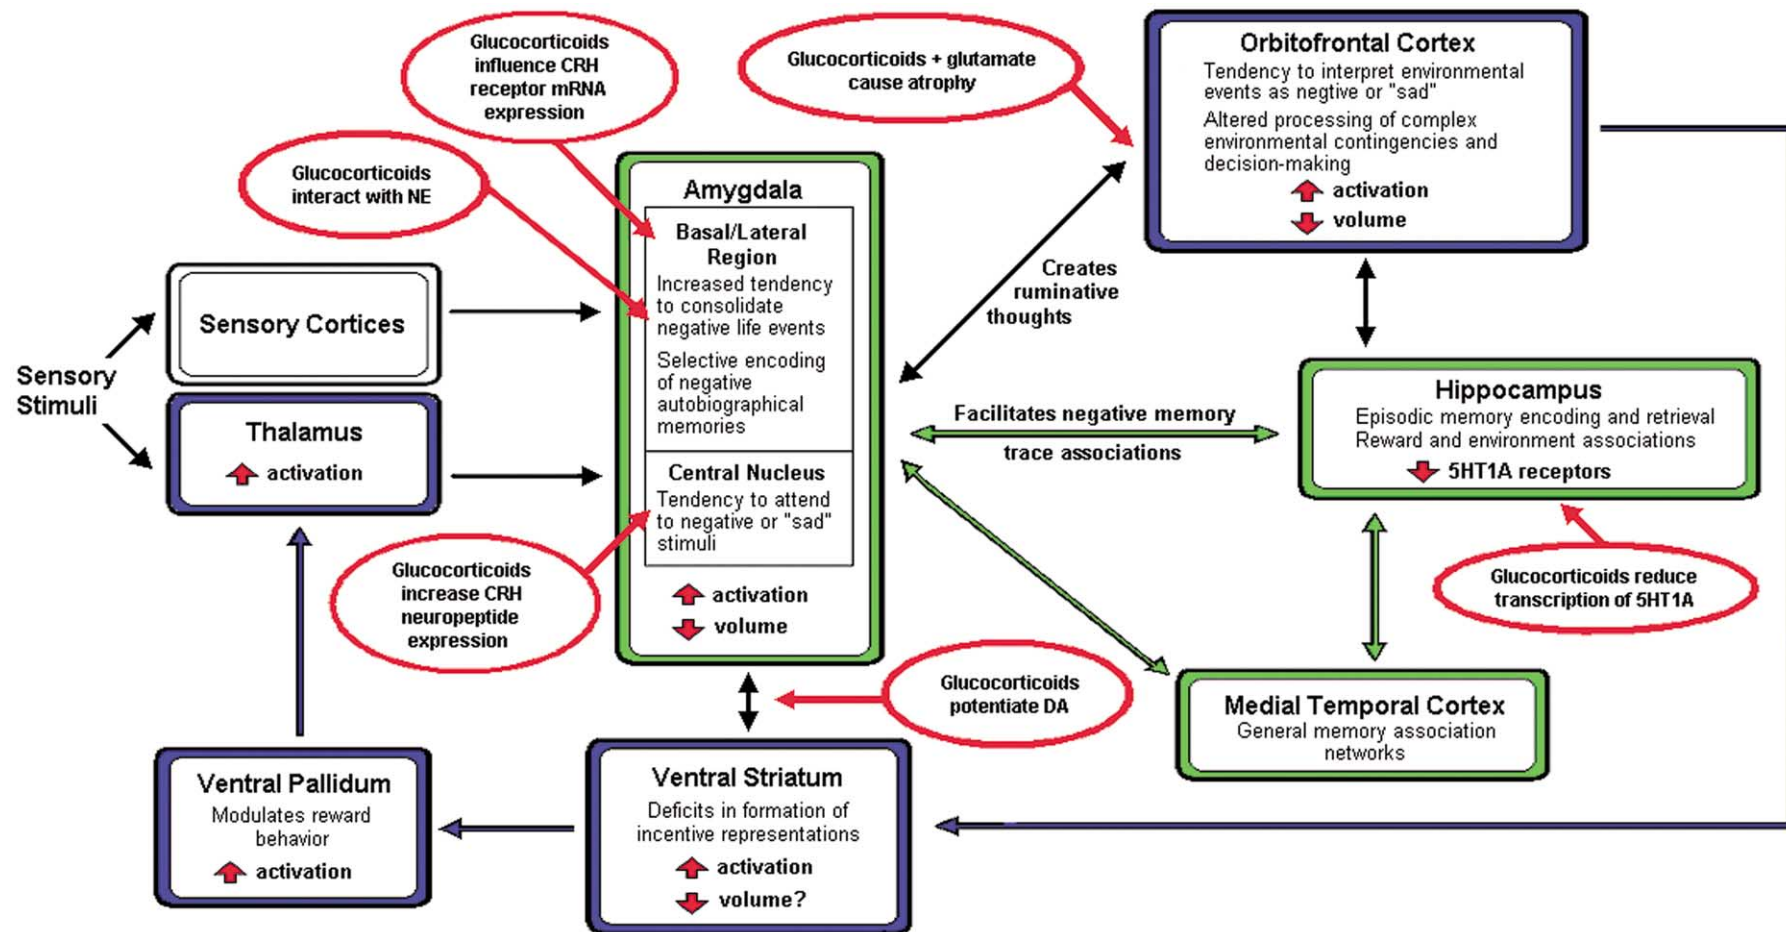 Glucocorticoids
influence CRH
receptor mRNA
expression
Glucocorticoids + glutamate
cause atrophy
Orbitofrontal Cortex
Tendency to interpret environmental
events as negtive or "sad"
Altered processing of complex
environmental contingencies and
decision-making
activation
volume
Glucocorticoids
interact with NE
Amygdala
Basal/Lateral
Region
Increased tendency
to consolidate
negative life events
Selective encoding
of negative
autobiographical
memories
Central Nucleus
Tendency to attend
to negative or "sad"
stimuli
activation
volume
Creates
ruminative
thoughts
Sensory
Stimuli
Sensory Cortices
Thalamus
activation
Facilitates negative memory
trace associations
Hippocampus
Episodic memory encoding and retrieval
Reward and environment associations
5HT1A receptors
Glucocorticoids
increase CRH
neuropeptide
expression
Glucocorticoids reduce
transcription of 5HT1A
Glucocorticoids
potentiate DA
Medial Temporal Cortex
General memory association
networks
Ventral Pallidum
Modulates reward
behavior
activation
Ventral Striatum
Deficits in formation of
incentive representations
activation
volume?